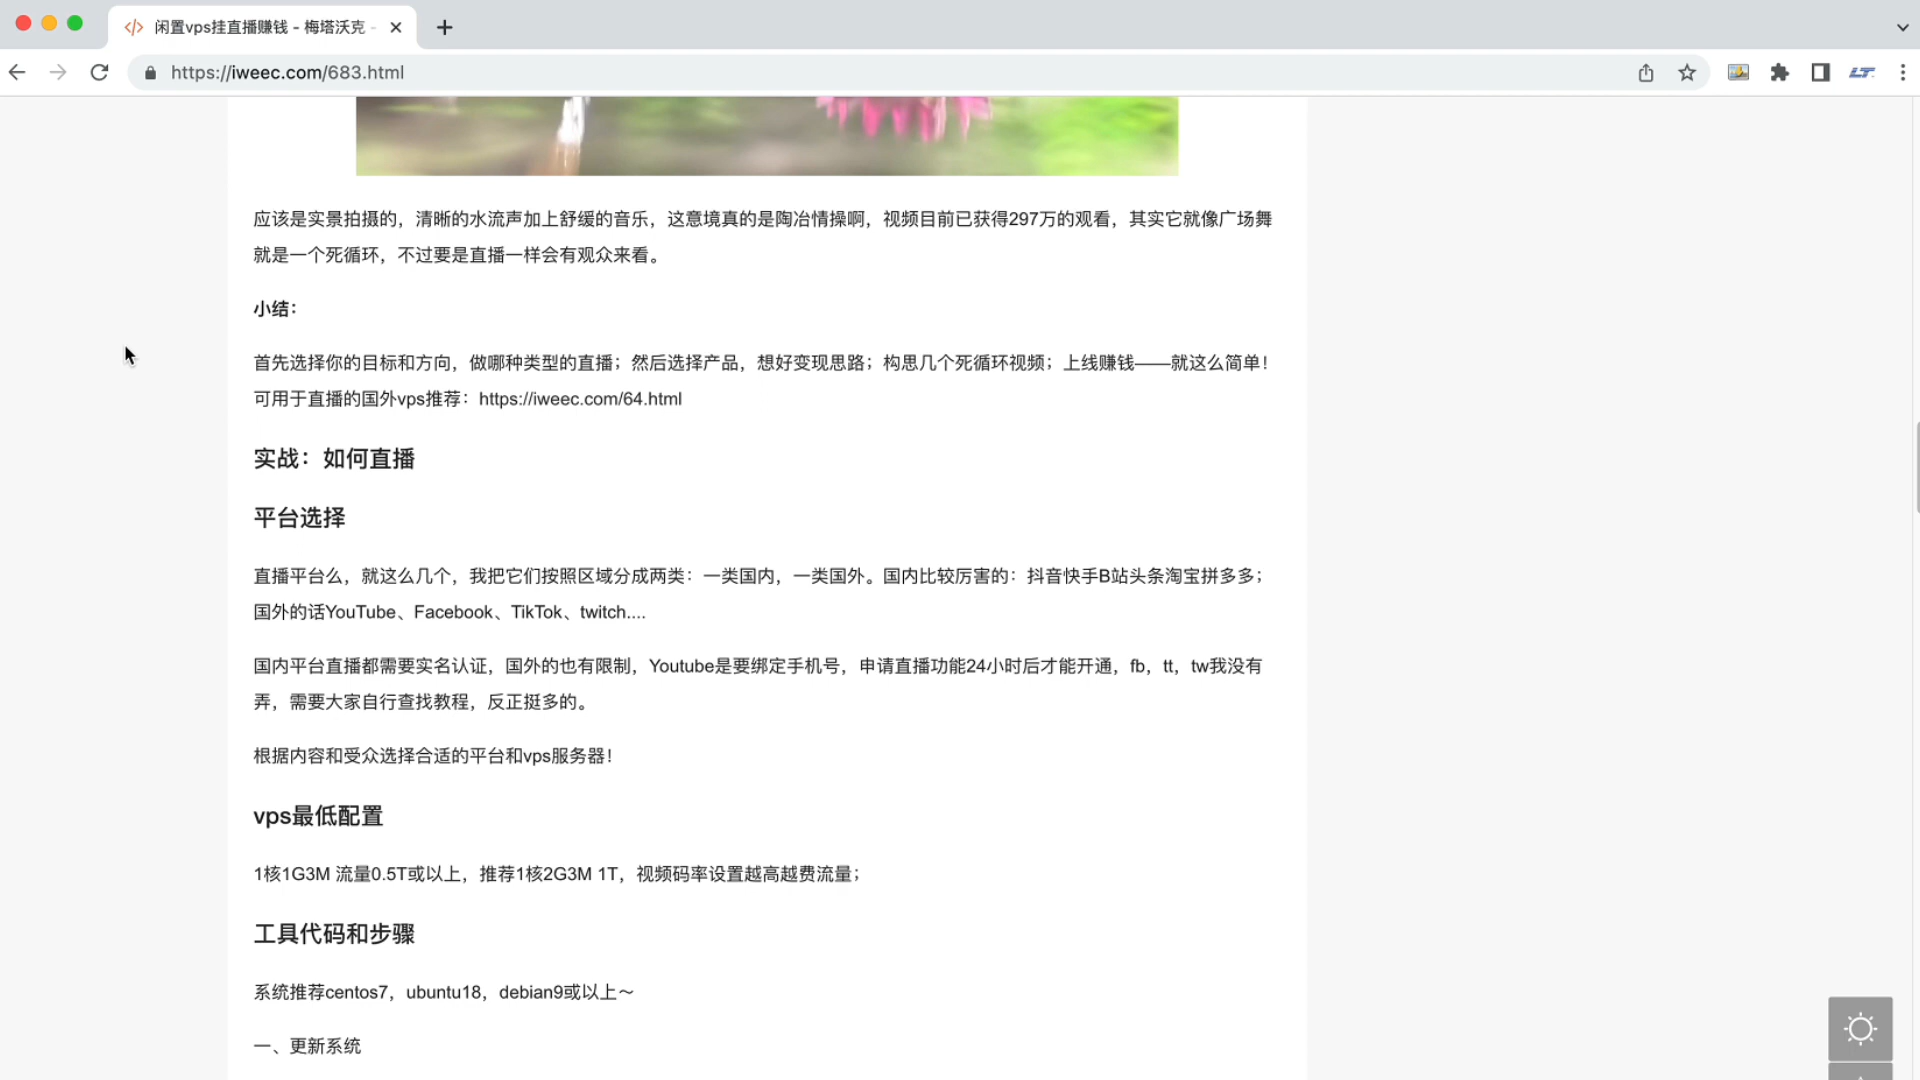 闲置vps挂直播赚钱 - 梅塔沃克 -
https://iweec.com/683.html
应该是实景拍摄的，清晰的水流声加上舒缓的音乐，这意境真的是陶冶情操啊，视频目前已获得297万的观看，其实它就像广场舞
就是一个死循环，不过要是直播一样会有观众来看。
小结：
首先选择你的目标和方向，做哪种类型的直播；然后选择产品，想好变现思路；构思几个死循环视频；上线赚钱——就这么简单！
可用于直播的国外vps推荐：https://iweec.com/64.html
实战：如何直播
平台选择
直播平台么，就这么几个，我把它们按照区域分成两类：一类国内，一类国外。国内比较厉害的：抖音快手B站头条淘宝拼多多；
国外的话YouTube、Facebook、TikTok、twitch....
国内平台直播都需要实名认证，国外的也有限制，Youtube是要绑定手机号，申请直播功能24小时后才能开通，fb，tt，tw我没有
弄，需要大家自行查找教程，反正挺多的。
根据内容和受众选择合适的平台和vps服务器！
vps最低配置
1核1G3M 流量0.5T或以上，推荐1核2G3M 1T，视频码率设置越高越费流量；
工具代码和步骤
系统推荐centos7，ubuntu18，debian9或以上～
一、更新系统